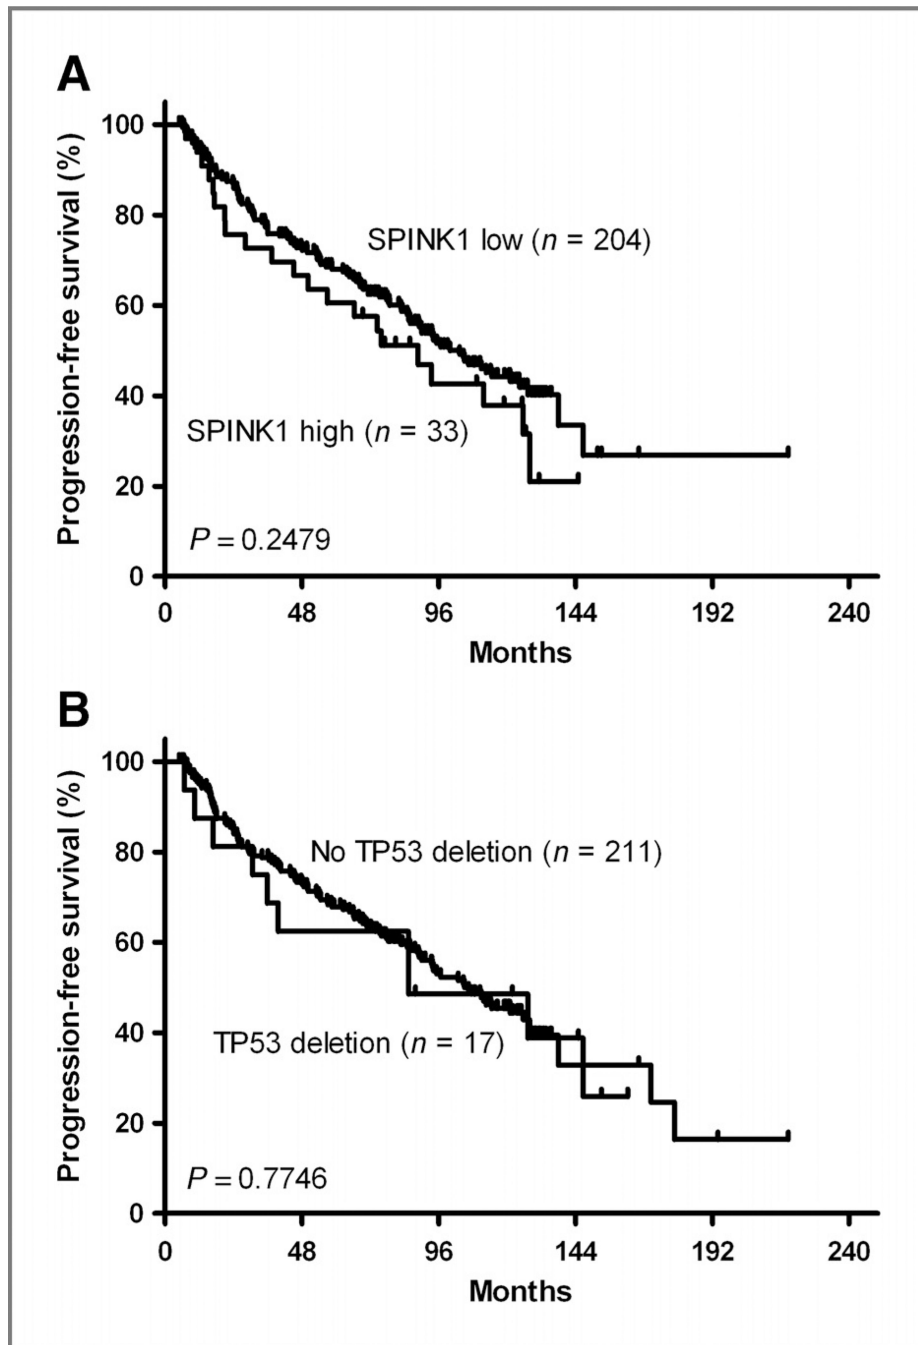 A
Progression-free survival (%)
100
80
60
40
20
0
SPINK1 low (n = 204)
SPINK1 high (n = 33)
P = 0.2479
0 48 96 144 192 240
Months
B
Progression-free survival (%)
100
80
60
40
20
0
No TP53 deletion (n = 211)
TP53 deletion (n = 17)
P = 0.7746
0 48 96 144 192 240
Months